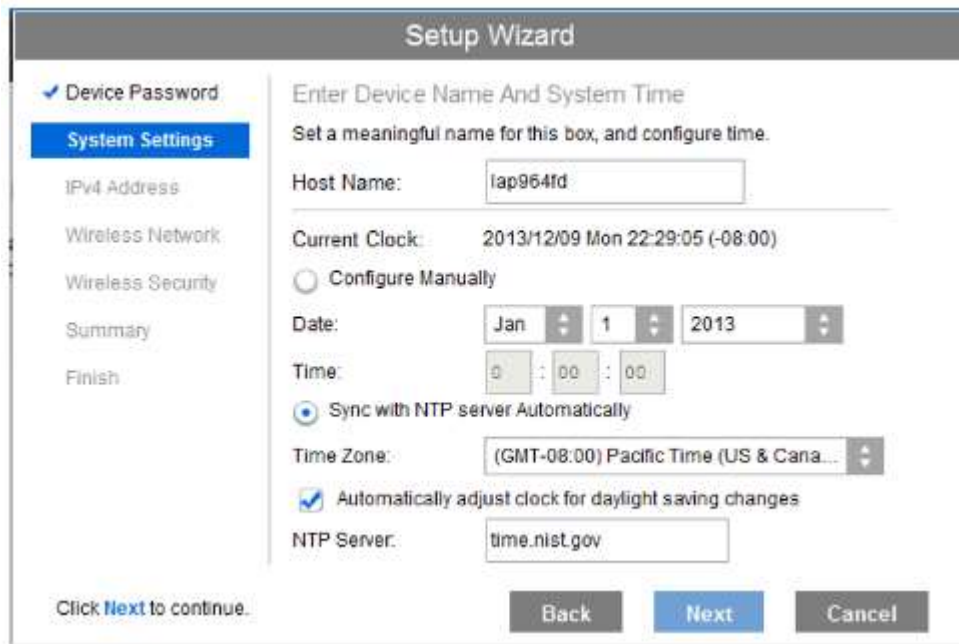 Setup Wizard
Device Password
System Settings
IPv4 Address
Wireless Network
Wireless Security
Summary
Finish
Enter Device Name And System Time
Set a meaningful name for this box, and configure time.
Host Name: lap964fd
Current Clock: 2013/12/09 Mon 22:29:05 (-08:00)
Configure Manually
Date: Jan 1 2013
Time: 0 : 00 : 00
Sync with NTP server Automatically
Time Zone: (GMT-08:00) Pacific Time (US & Cana...
Automatically adjust clock for daylight saving changes
NTP Server: time.nist.gov
Click Next to continue.
Back Next Cancel